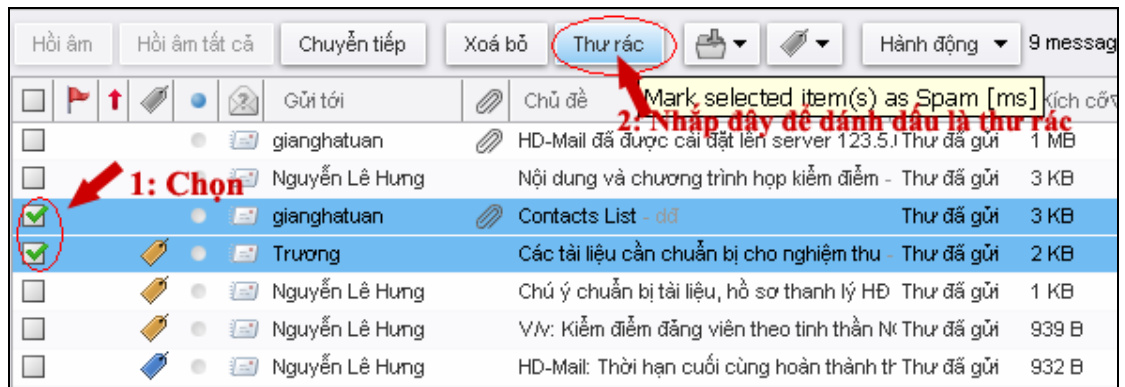 Hồi âm Hồi âm tất cả Chuyển tiếp Xoá bỏ Thư rác Hành động 9 messag
Gửi tới Chủ đề Mark selected item(s) as Spam [ms] Kích cỡ
2: Nhắp đây để đánh dấu là thư rác
gianghatuan HD-Mail đã được cài đặt lên server 123.5.( Thư đã gửi 1 MB
1: Chọn
Nguyễn Lê Hưng Nội dung và chương trình họp kiểm điểm - Thư đã gửi 3 KB
gianghatuan Contacts List - dđ Thư đã gửi 3 KB
Trương Các tài liệu cần chuẩn bị cho nghiệm thu - Thư đã gửi 2 KB
Nguyễn Lê Hưng Chú ý chuẩn bị tài liệu, hồ sơ thanh lý HĐ Thư đã gửi 1 KB
Nguyễn Lê Hưng V/v: Kiểm điểm đảng viên theo tinh thần N( Thư đã gửi 939 B
Nguyễn Lê Hưng HD-Mail: Thời hạn cuối cùng hoàn thành th Thư đã gửi 932 B